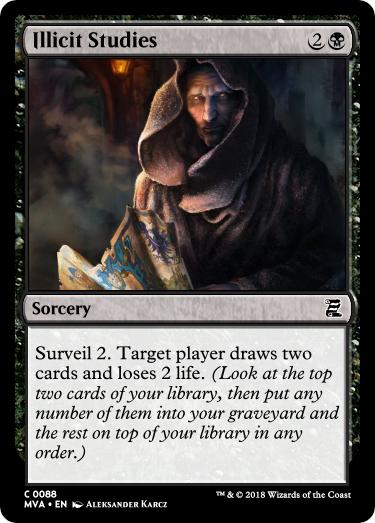 Illicit Studies 2
Sorcery
Surveil 2. Target player draws two
cards and loses 2 life. (Look at the top
two cards of your library, then put any
number of them into your graveyard and
the rest on top of your library in any
order.)
C 0088
MVA • EN Aleksander Karcz
™ & © 2018 Wizards of the Coast